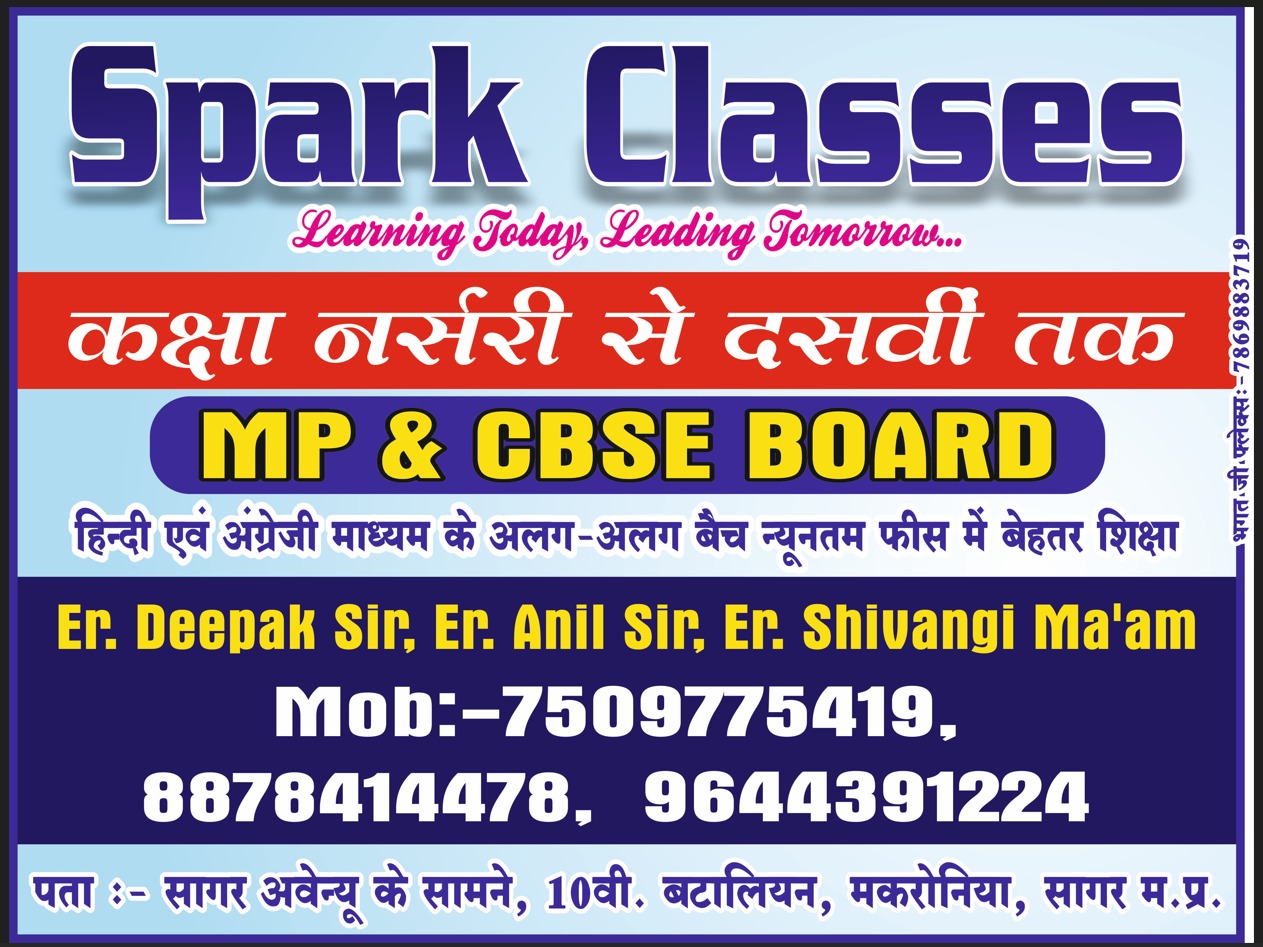 Spark Classes
Learning Today, Leading Tomorrow...
कक्षा नर्सरी से दसवीं तक
MP & CBSE BOARD
हिन्दी एवं अंग्रेजी माध्यम के अलग-अलग बैच न्यूनतम फीस में बेहतर शिक्षा
Er. Deepak Sir, Er. Anil Sir, Er. Shivangi Ma'am
Mob:–7509775419,
8878414478, 9644391224
पता :- सागर अवेन्यू के सामने, 10वी. बटालियन, मकरोनिया, सागर म.प्र.
भगत जी फ्लेक्स:-7869883719